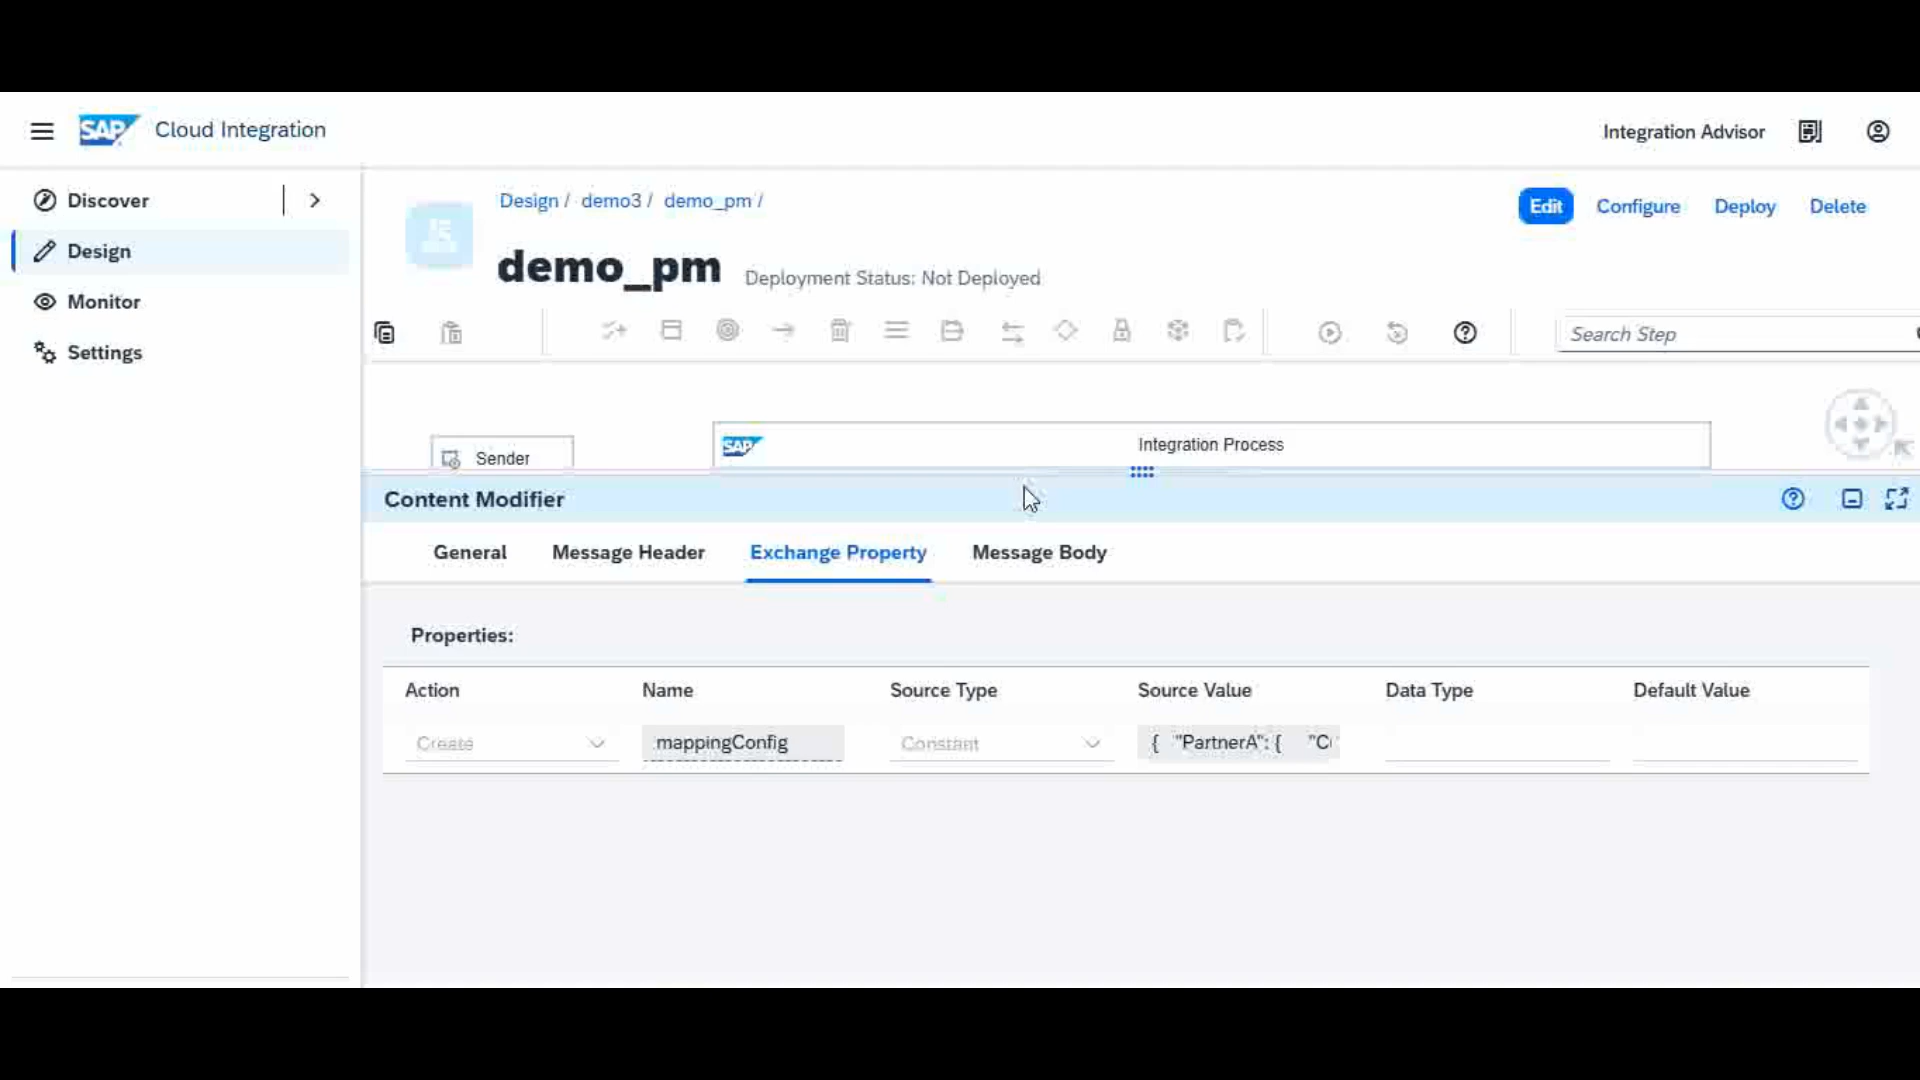 SAP Cloud Integration
Integration Advisor
Discover
Design
Monitor
Settings
Design / demo3 / demo_pm /
Edit Configure Deploy Delete
demo_pm Deployment Status: Not Deployed
Search Step
Sender
SAP Integration Process
Content Modifier
General Message Header Exchange Property Message Body
Properties:
Action Name Source Type Source Value Data Type Default Value
Create mappingConfig Constant { "PartnerA": { "C